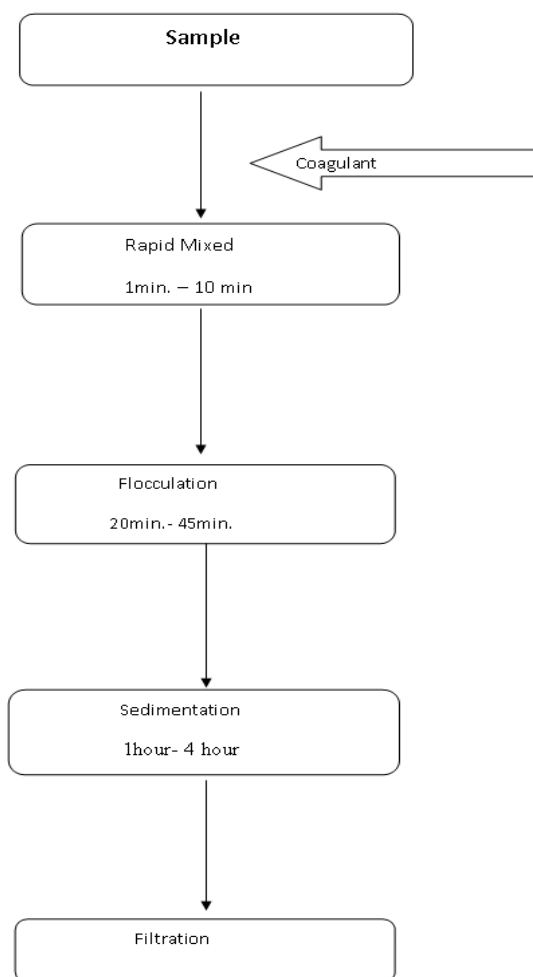 Sample
Coagulant
Rapid Mixed
1min. – 10 min
Flocculation
20min.- 45min.
Sedimentation
1hour- 4 hour
Filtration